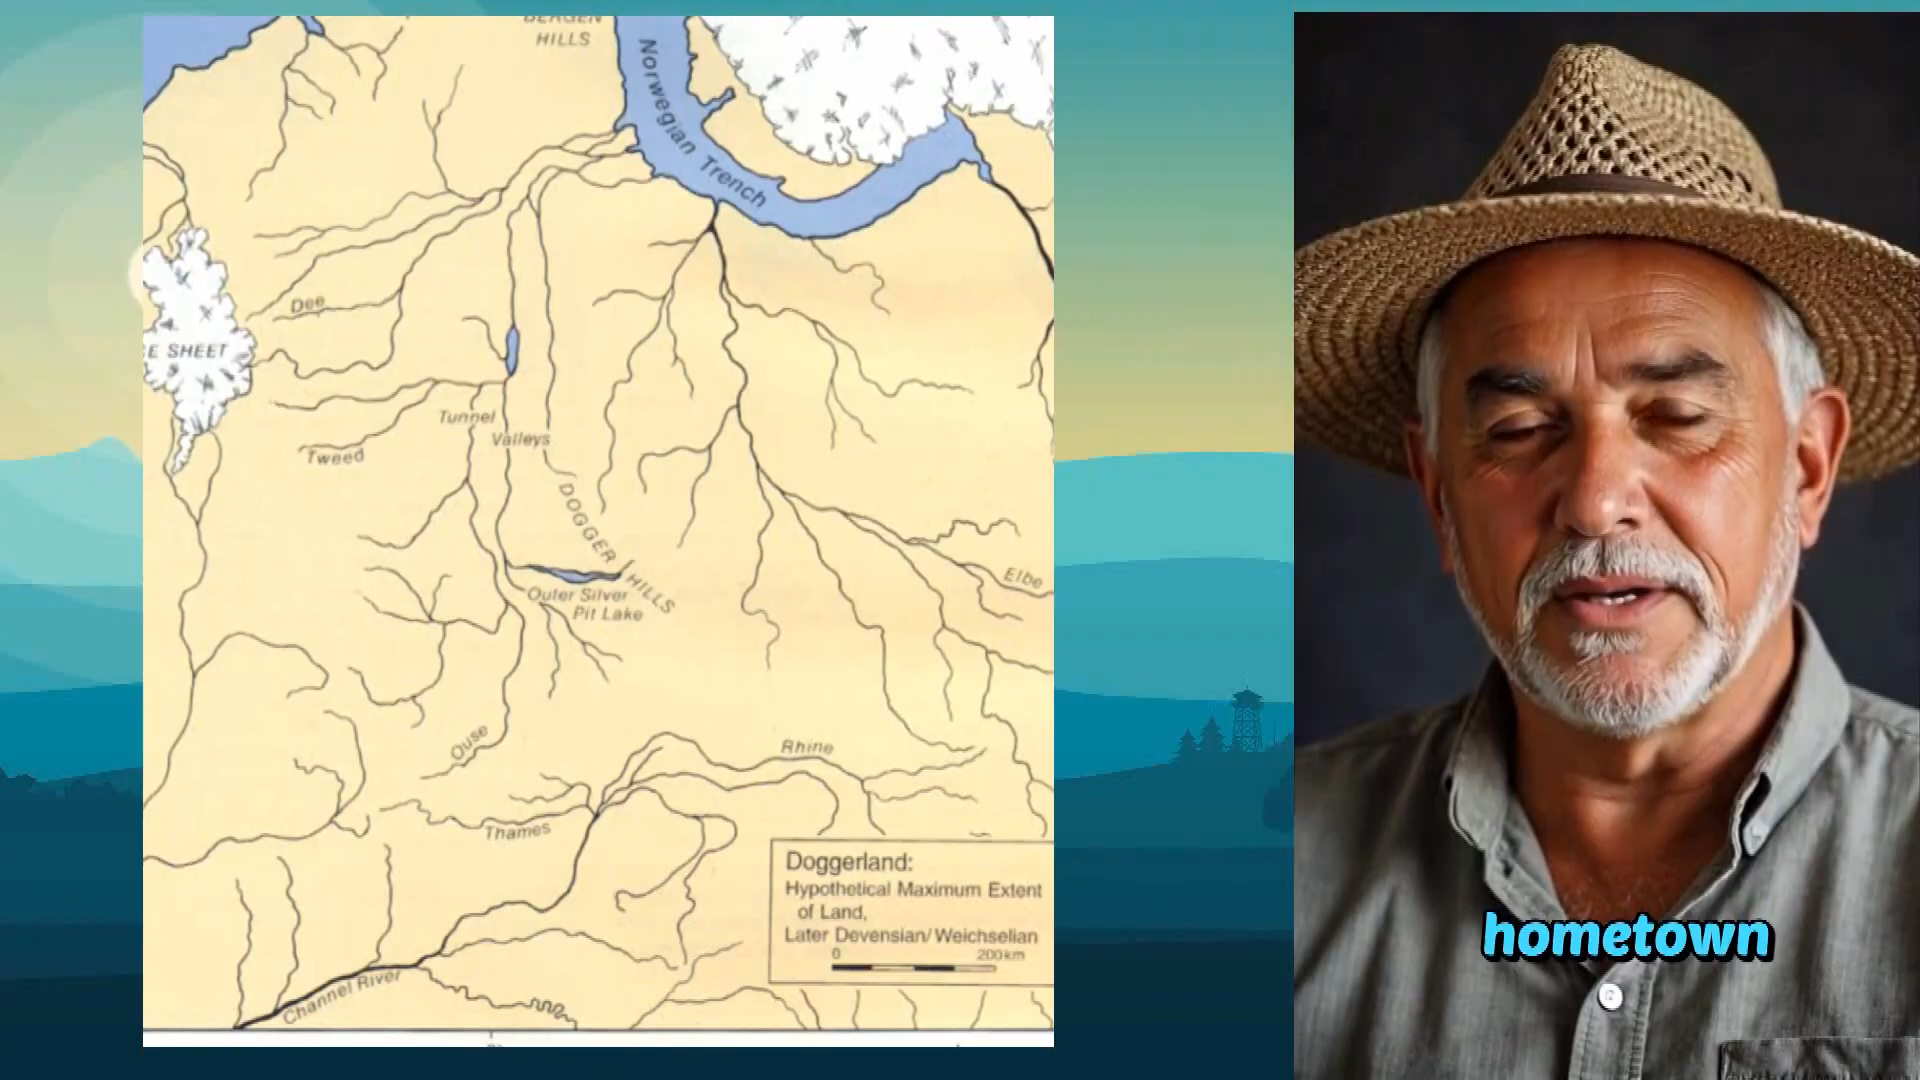 BERGEN
HILLS
Norwegian Trench
Dee
E SHEET
Tunnel
Valleys
Tweed
DOGGER HILLS
Elbe
Outer Silver
Pit Lake
Ouse
Rhine
Thames
Doggerland:
Hypothetical Maximum Extent
of Land,
Later Devensian/Weichselian
0 200km
Channel River
hometown